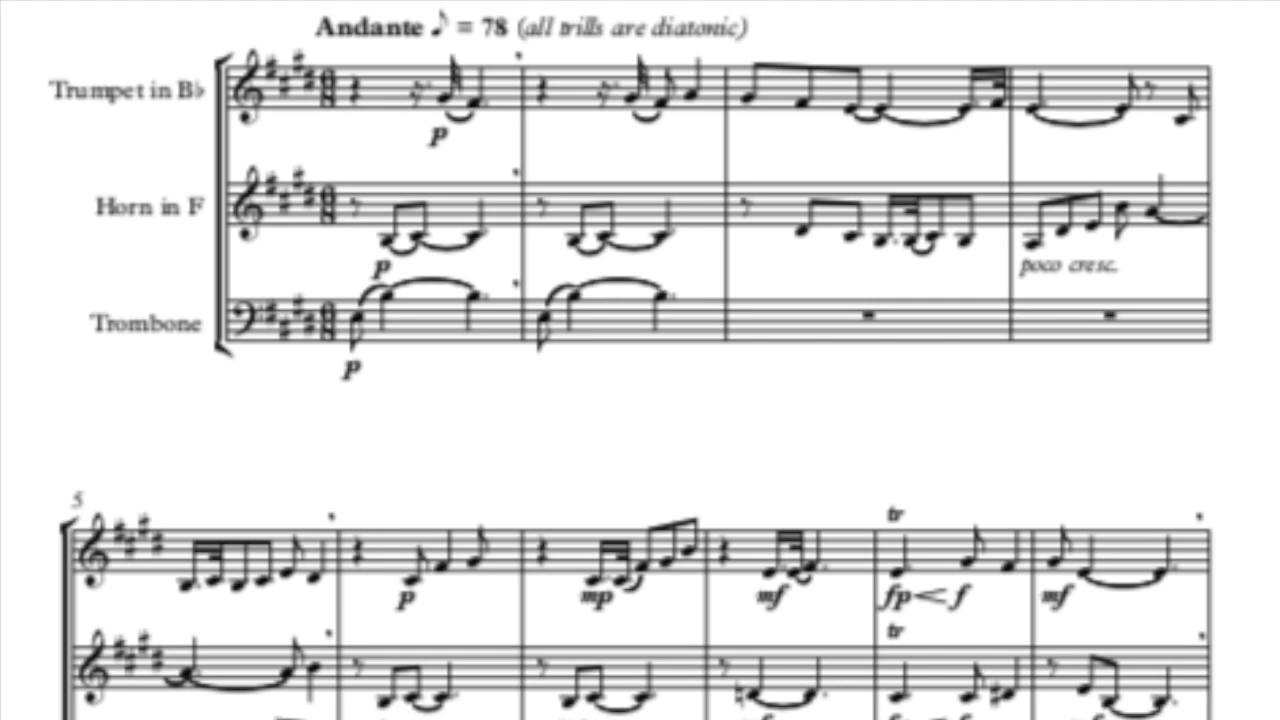 Andante ♪ = 78 (all trills are diatonic)
Trumpet in B♭
p
Horn in F
p
poco cresc.
Trombone
p
5
p mp mf fp f mf
tr
tr